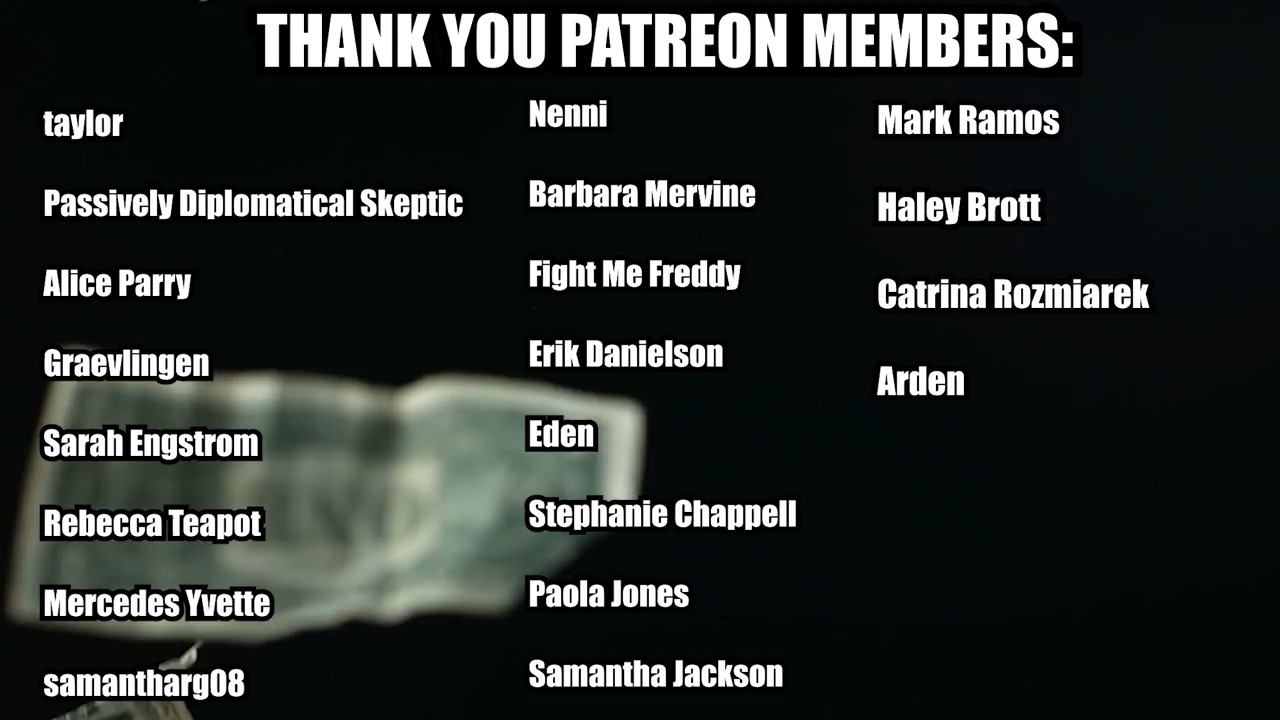 THANK YOU PATREON MEMBERS:
taylor
Passively Diplomatical Skeptic
Alice Parry
Graevlingen
Sarah Engstrom
Rebecca Teapot
Mercedes Yvette
samantharg08
Nenni
Barbara Mervine
Fight Me Freddy
Erik Danielson
Eden
Stephanie Chappell
Paola Jones
Samantha Jackson
Mark Ramos
Haley Brott
Catrina Rozmiarek
Arden